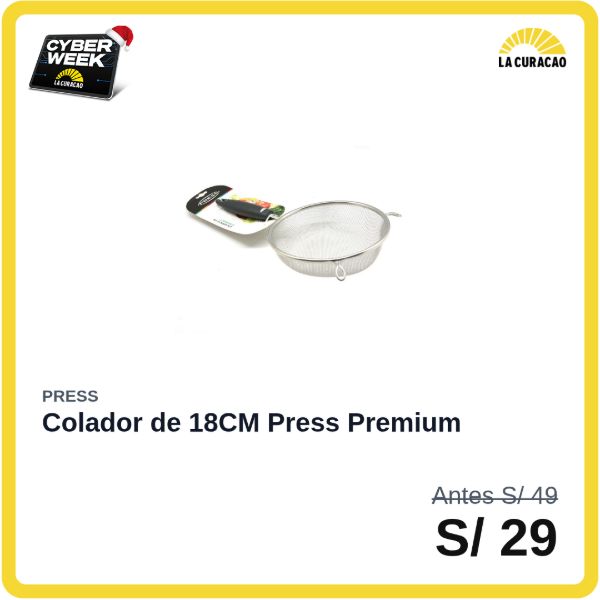 CYBER
WEEK
LA CURACAO
LA CURACAO
PRESS
Colador de 18CM Press Premium
Antes S/ 49
S/ 29